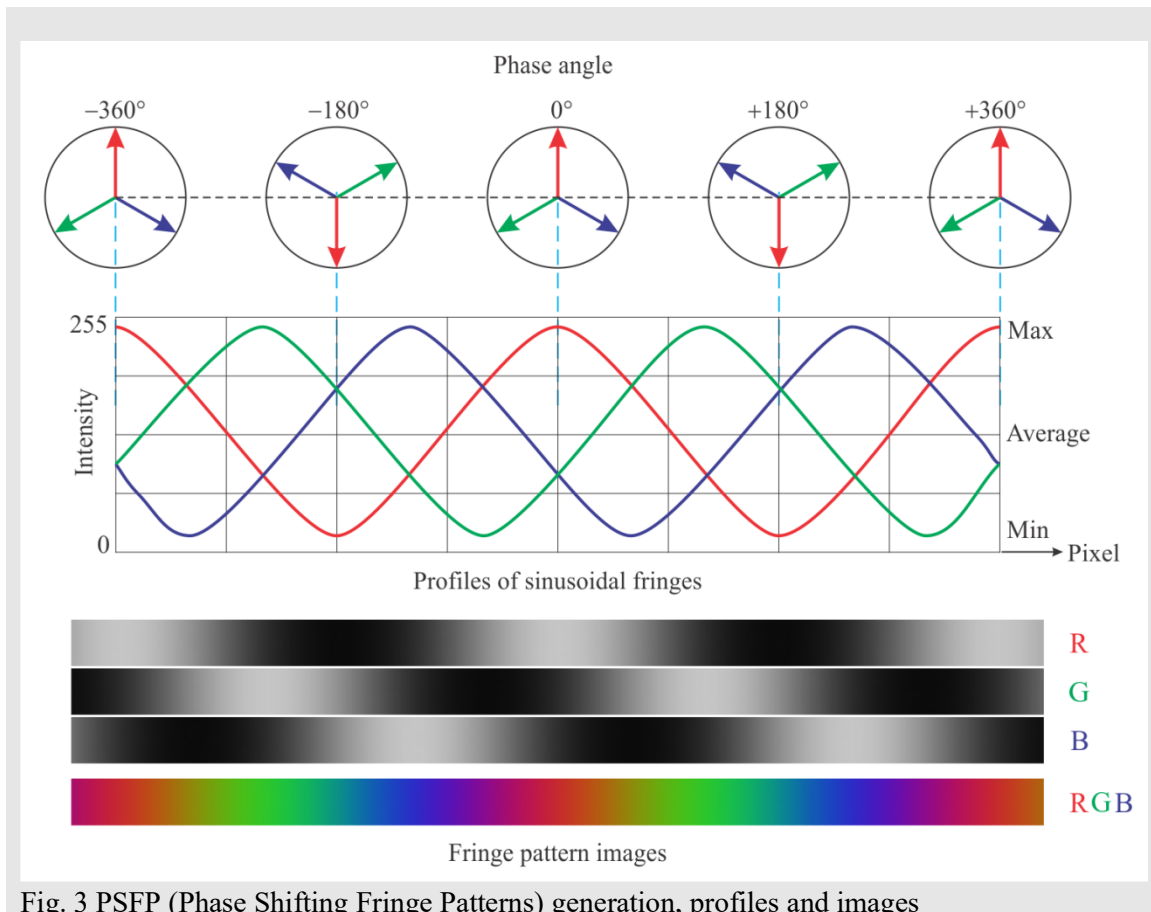 Phase angle
−360°
−180°
0°
+180°
+360°
255
Max
Intensity
Average
0
Min
Pixel
Profiles of sinusoidal fringes
R
G
B
RGB
Fringe pattern images
Fig. 3 PSFP (Phase Shifting Fringe Patterns) generation, profiles and images